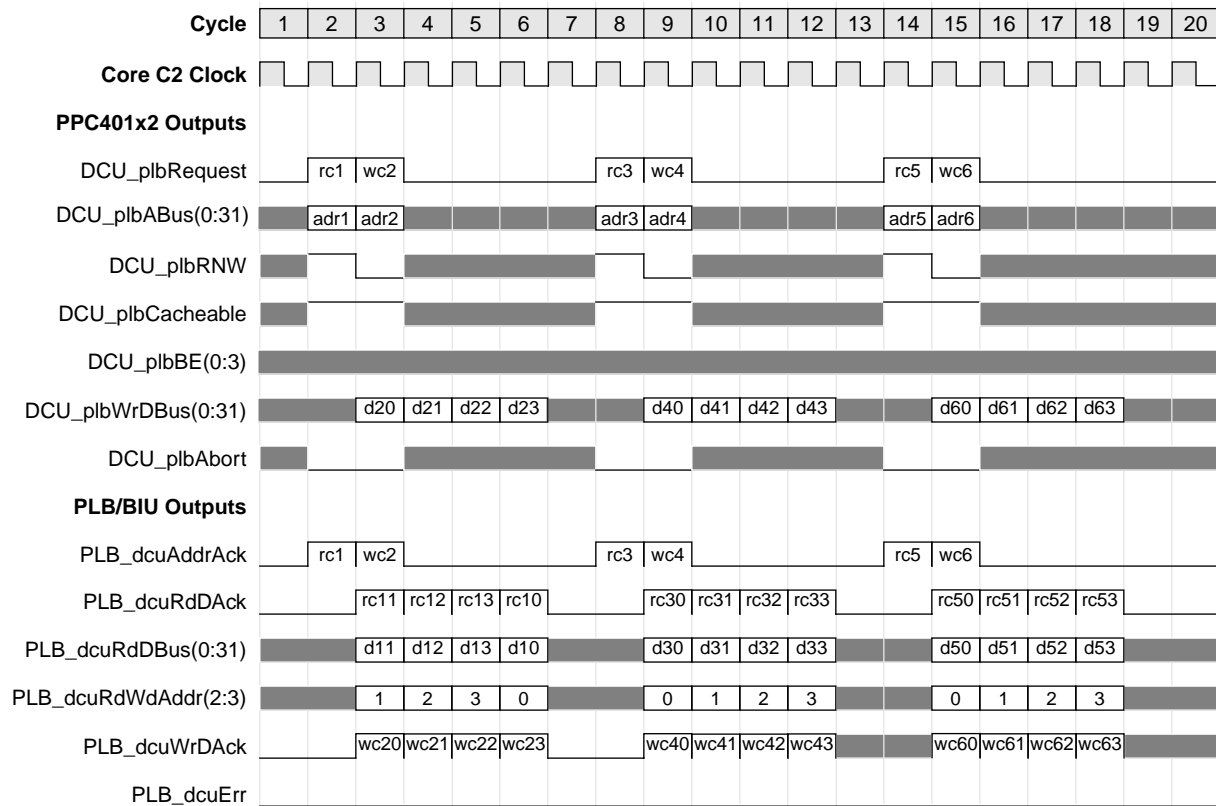 Cycle 1 2 3 4 5 6 7 8 9 10 11 12 13 14 15 16 17 18 19 20
Core C2 Clock
PPC401x2 Outputs
DCU_plbRequest rc1 wc2 rc3 wc4 rc5 wc6
DCU_plbABus(0:31) adr1 adr2 adr3 adr4 adr5 adr6
DCU_plbRNW
DCU_plbCacheable
DCU_plbBE(0:3)
DCU_plbWrDBus(0:31) d20 d21 d22 d23 d40 d41 d42 d43 d60 d61 d62 d63
DCU_plbAbort
PLB/BIU Outputs
PLB_dcuAddrAck rc1 wc2 rc3 wc4 rc5 wc6
PLB_dcuRdDAck rc11 rc12 rc13 rc10 rc30 rc31 rc32 rc33 rc50 rc51 rc52 rc53
PLB_dcuRdDBus(0:31) d11 d12 d13 d10 d30 d31 d32 d33 d50 d51 d52 d53
PLB_dcuRdWdAddr(2:3) 1 2 3 0 0 1 2 3 0 1 2 3
PLB_dcuWrDAck wc20 wc21 wc22 wc23 wc40 wc41 wc42 wc43 wc60 wc61 wc62 wc63
PLB_dcuErr